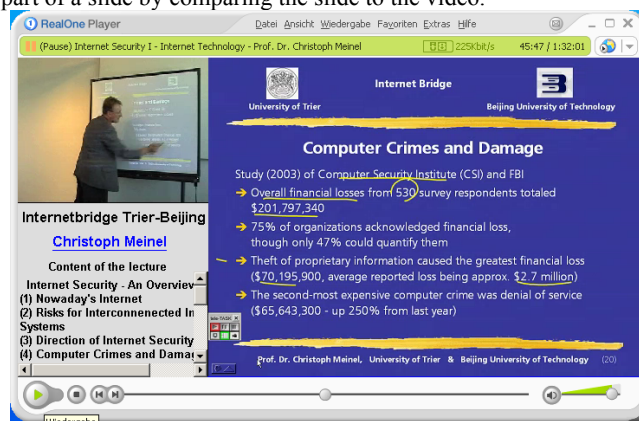 part of a slide by comparing the slide to the video.
RealOne Player
Datei Ansicht Wiedergabe Favoriten Extras Hilfe
(Pause) Internet Security I - Internet Technology - Prof. Dr. Christoph Meinel
225Kbit/s
45:47 / 1:32:01
University of Trier
Internet Bridge
Beijing University of Technology
Computer Crimes and Damage
Study (2003) of Computer Security Institute (CSI) and FBI
→ Overall financial losses from 530 survey respondents totaled
$201,797,340
→ 75% of organizations acknowledged financial loss,
though only 47% could quantify them
→ Theft of proprietary information caused the greatest financial loss
($70,195,900, average reported loss being approx. $2.7 million)
→ The second-most expensive computer crime was denial of service
($65,643,300 - up 250% from last year)
Prof. Dr. Christoph Meinel, University of Trier & Beijing University of Technology (20)
Internetbridge Trier-Beijing
Christoph Meinel
Content of the lecture
Internet Security - An Overviev
(1) Nowaday's Internet
(2) Risks for Interconnenected In
Systems
(3) Direction of Internet Security
(4) Computer Crimes and Damag